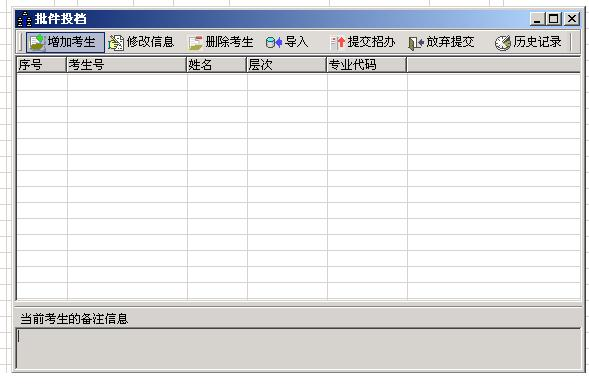 批件投档
增加考生 修改信息 删除考生 导入 提交招办 放弃提交 历史记录
序号 考生号 姓名 层次 专业代码
当前考生的备注信息